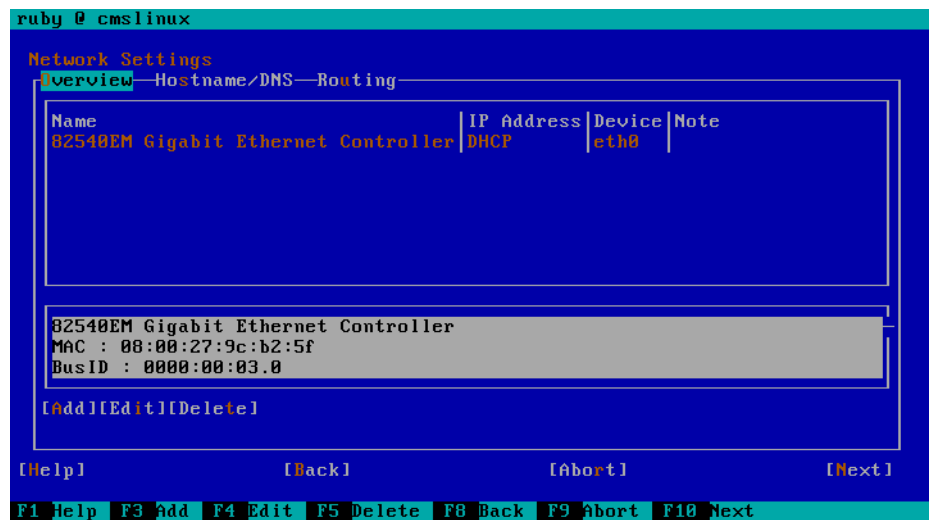 ruby @ cmslinux
Network Settings
Overview Hostname/DNS Routing
Name IP Address Device Note
82540EM Gigabit Ethernet Controller DHCP eth0
82540EM Gigabit Ethernet Controller
MAC : 08:00:27:9c:b2:5f
BusID : 0000:00:03.0
[Add][Edit][Delete]
[Help] [Back] [Abort] [Next]
F1 Help F3 Add F4 Edit F5 Delete F8 Back F9 Abort F10 Next